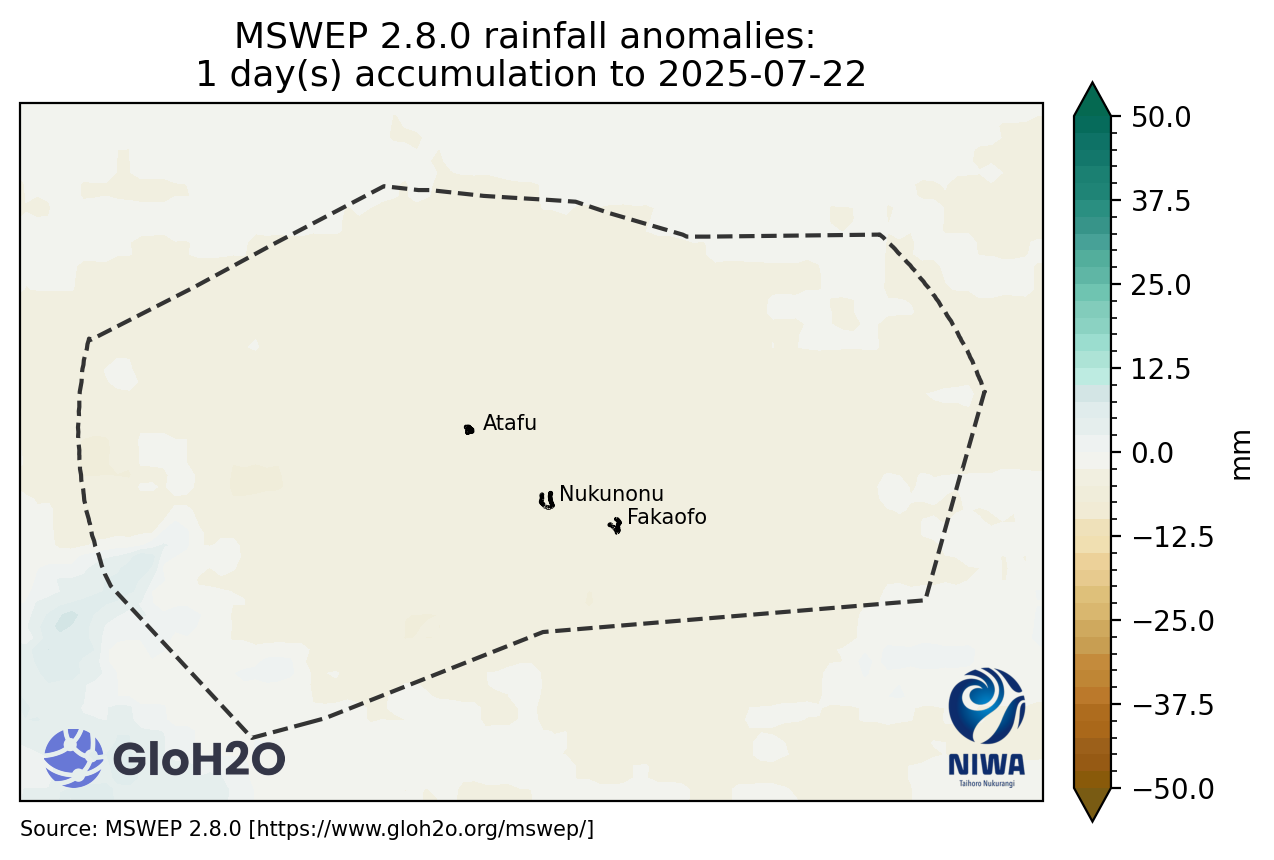 MSWEP 2.8.0 rainfall anomalies:
1 day(s) accumulation to 2025-07-22
50.0
37.5
25.0
12.5
0.0
−12.5
−25.0
−37.5
−50.0
mm
Atafu
Nukunonu
Fakaofo
GloH2O
NIWA
Taihoro Nukurangi
Source: MSWEP 2.8.0 [https://www.gloh2o.org/mswep/]